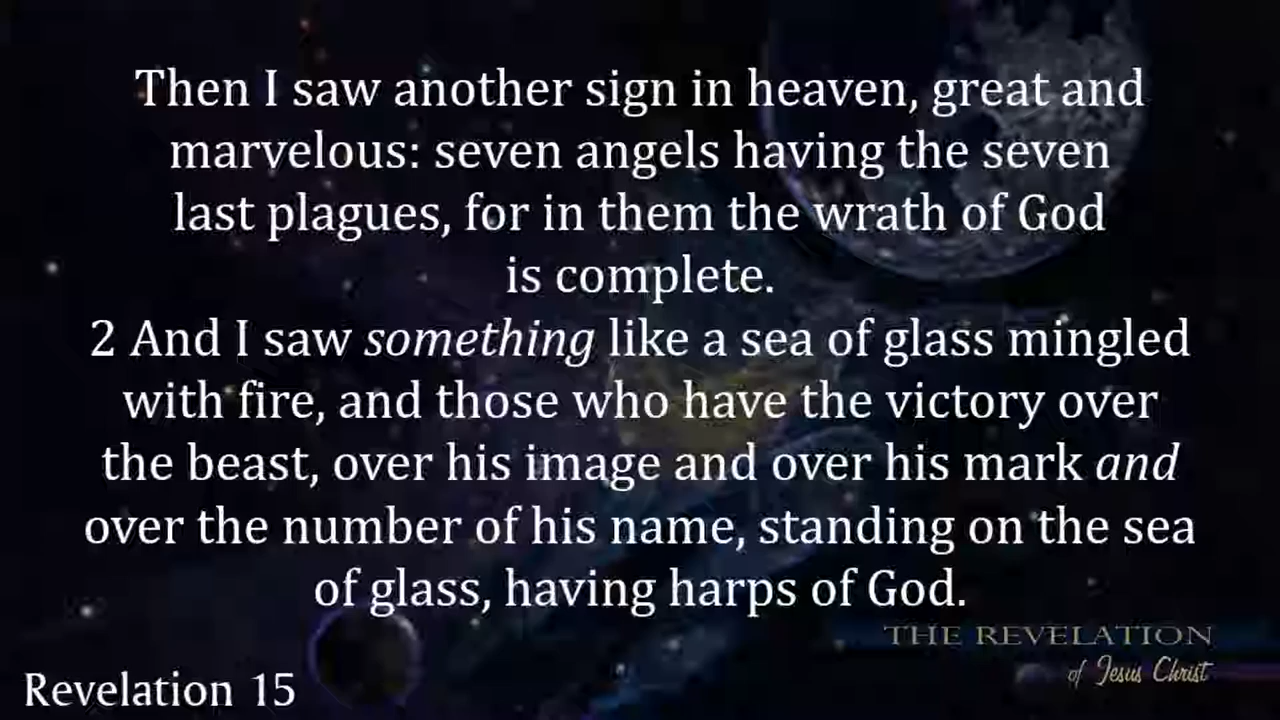 Then I saw another sign in heaven, great and
marvelous: seven angels having the seven
last plagues, for in them the wrath of God
is complete.
2 And I saw something like a sea of glass mingled
with fire, and those who have the victory over
the beast, over his image and over his mark and
over the number of his name, standing on the sea
of glass, having harps of God.
THE REVELATION
of Jesus Christ
Revelation 15